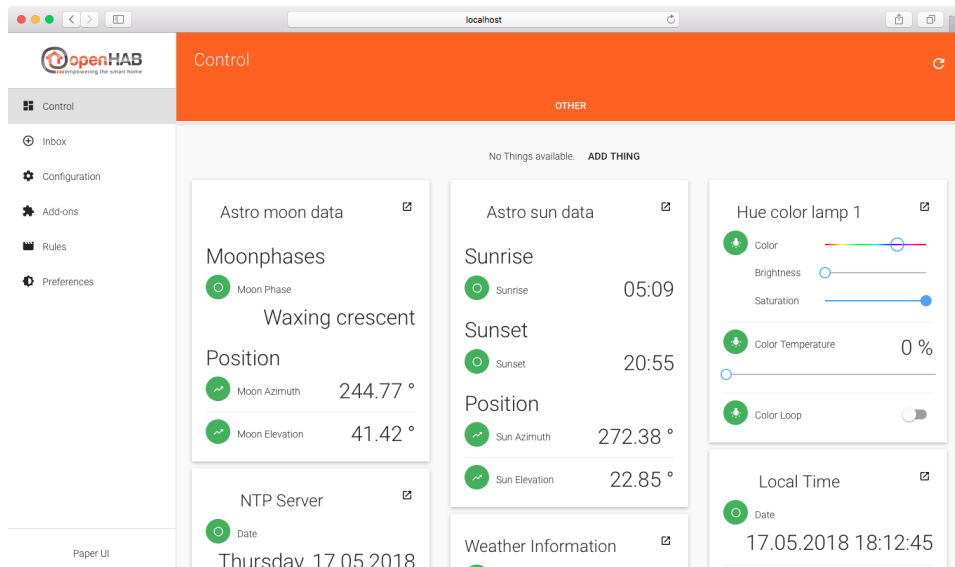 localhost
openHAB
empowering the smart home
Control
Inbox
Configuration
Add-ons
Rules
Preferences
Paper UI
Control
OTHER
No Things available. ADD THING
Astro moon data
Moonphases
Moon Phase
Waxing crescent
Position
Moon Azimuth 244.77 °
Moon Elevation 41.42 °
NTP Server
Date
Thursday, 17.05.2018
Astro sun data
Sunrise
Sunrise 05:09
Sunset
Sunset 20:55
Position
Sun Azimuth 272.38 °
Sun Elevation 22.85 °
Weather Information
Hue color lamp 1
Color
Brightness
Saturation
Color Temperature 0 %
Color Loop
Local Time
Date
17.05.2018 18:12:45